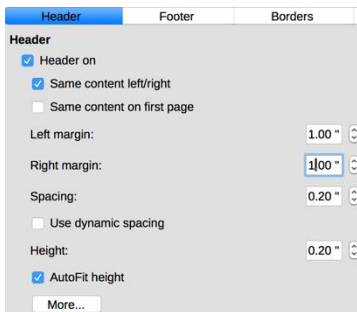 Header Footer Borders
Header
Header on
Same content left/right
Same content on first page
Left margin: 1.00 "
Right margin: 1.00 "
Spacing: 0.20 "
Use dynamic spacing
Height: 0.20 "
AutoFit height
More...